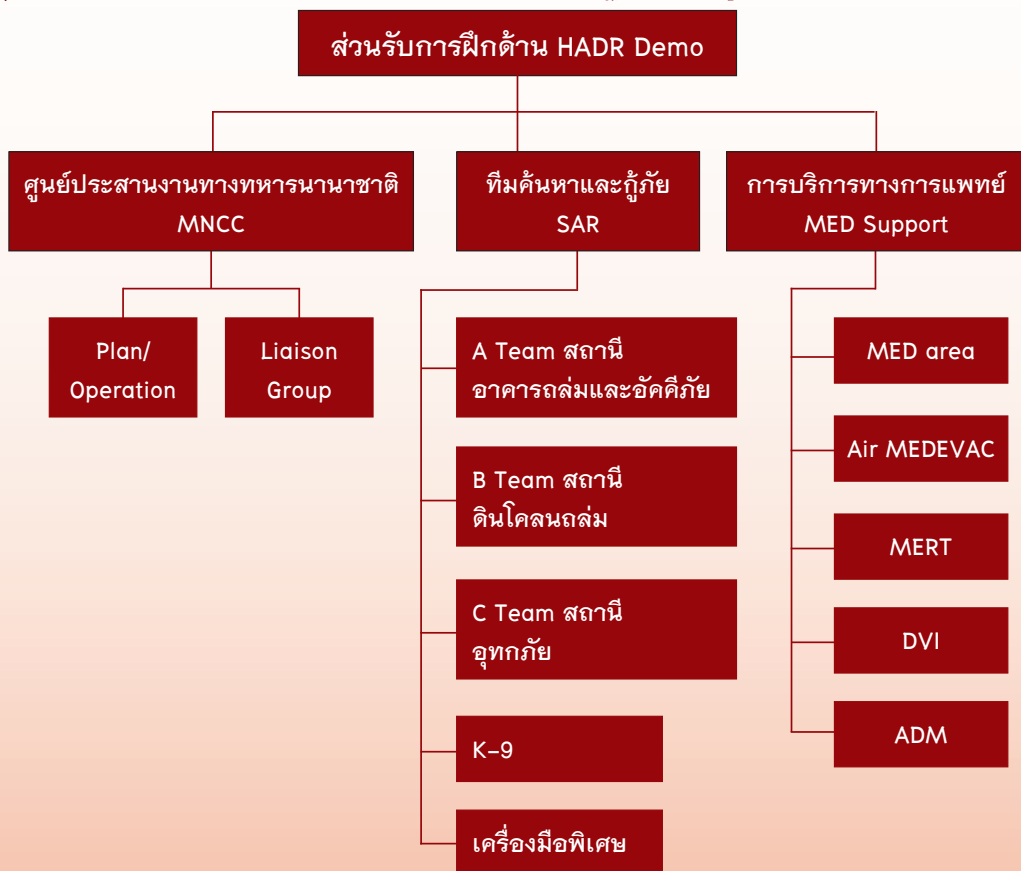 ส่วนรับการฝึกด้าน HADR Demo
ศูนย์ประสานงานทางทหารนานาชาติ
MNCC
Plan/
Operation
Liaison
Group
ทีมค้นหาและกู้ภัย
SAR
A Team สถานี
อาคารถล่มและอัคคีภัย
B Team สถานี
ดินโคลนถล่ม
C Team สถานี
อุทกภัย
K-9
เครื่องมือพิเศษ
การบริการทางการแพทย์
MED Support
MED area
Air MEDEVAC
MERT
DVI
ADM